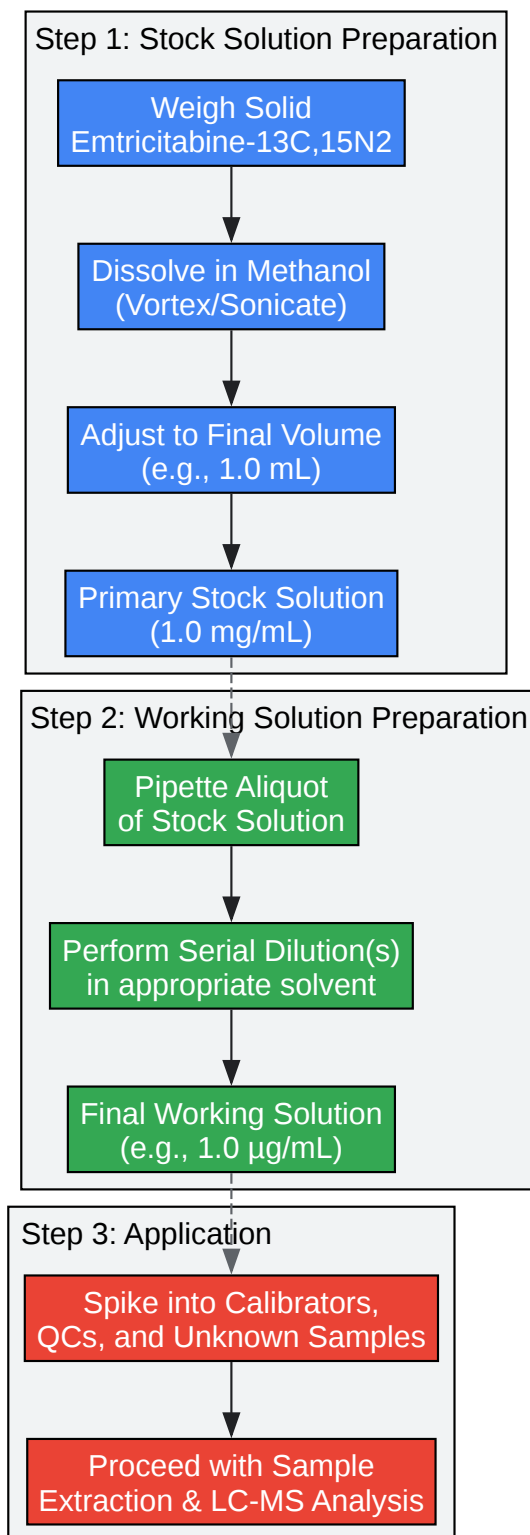 Step 1: Stock Solution Preparation
Weigh Solid
Emtricitabine-13C,15N2
Dissolve in Methanol
(Vortex/Sonicate)
Adjust to Final Volume
(e.g., 1.0 mL)
Primary Stock Solution
(1.0 mg/mL)
Step 2: Working Solution Preparation
Pipette Aliquot
of Stock Solution
Perform Serial Dilution(s)
in appropriate solvent
Final Working Solution
(e.g., 1.0 µg/mL)
Step 3: Application
Spike into Calibrators,
QCs, and Unknown Samples
Proceed with Sample
Extraction & LC-MS Analysis